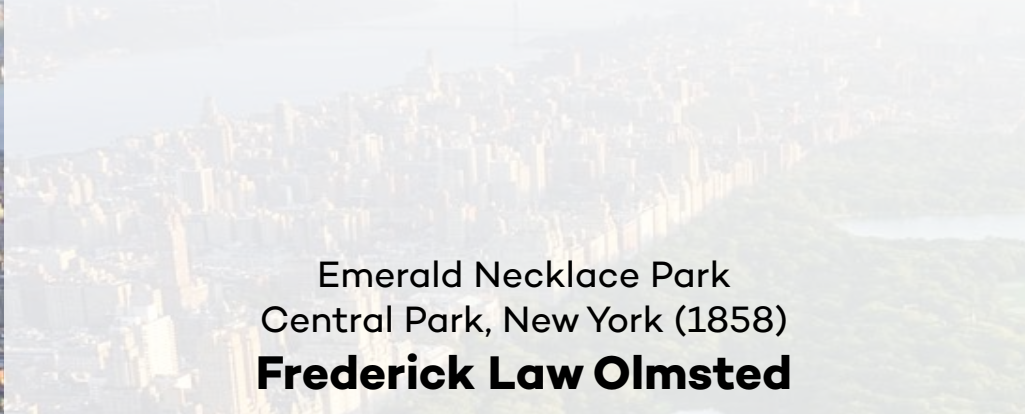 Emerald Necklace Park
Central Park, New York (1858)
Frederick Law Olmsted